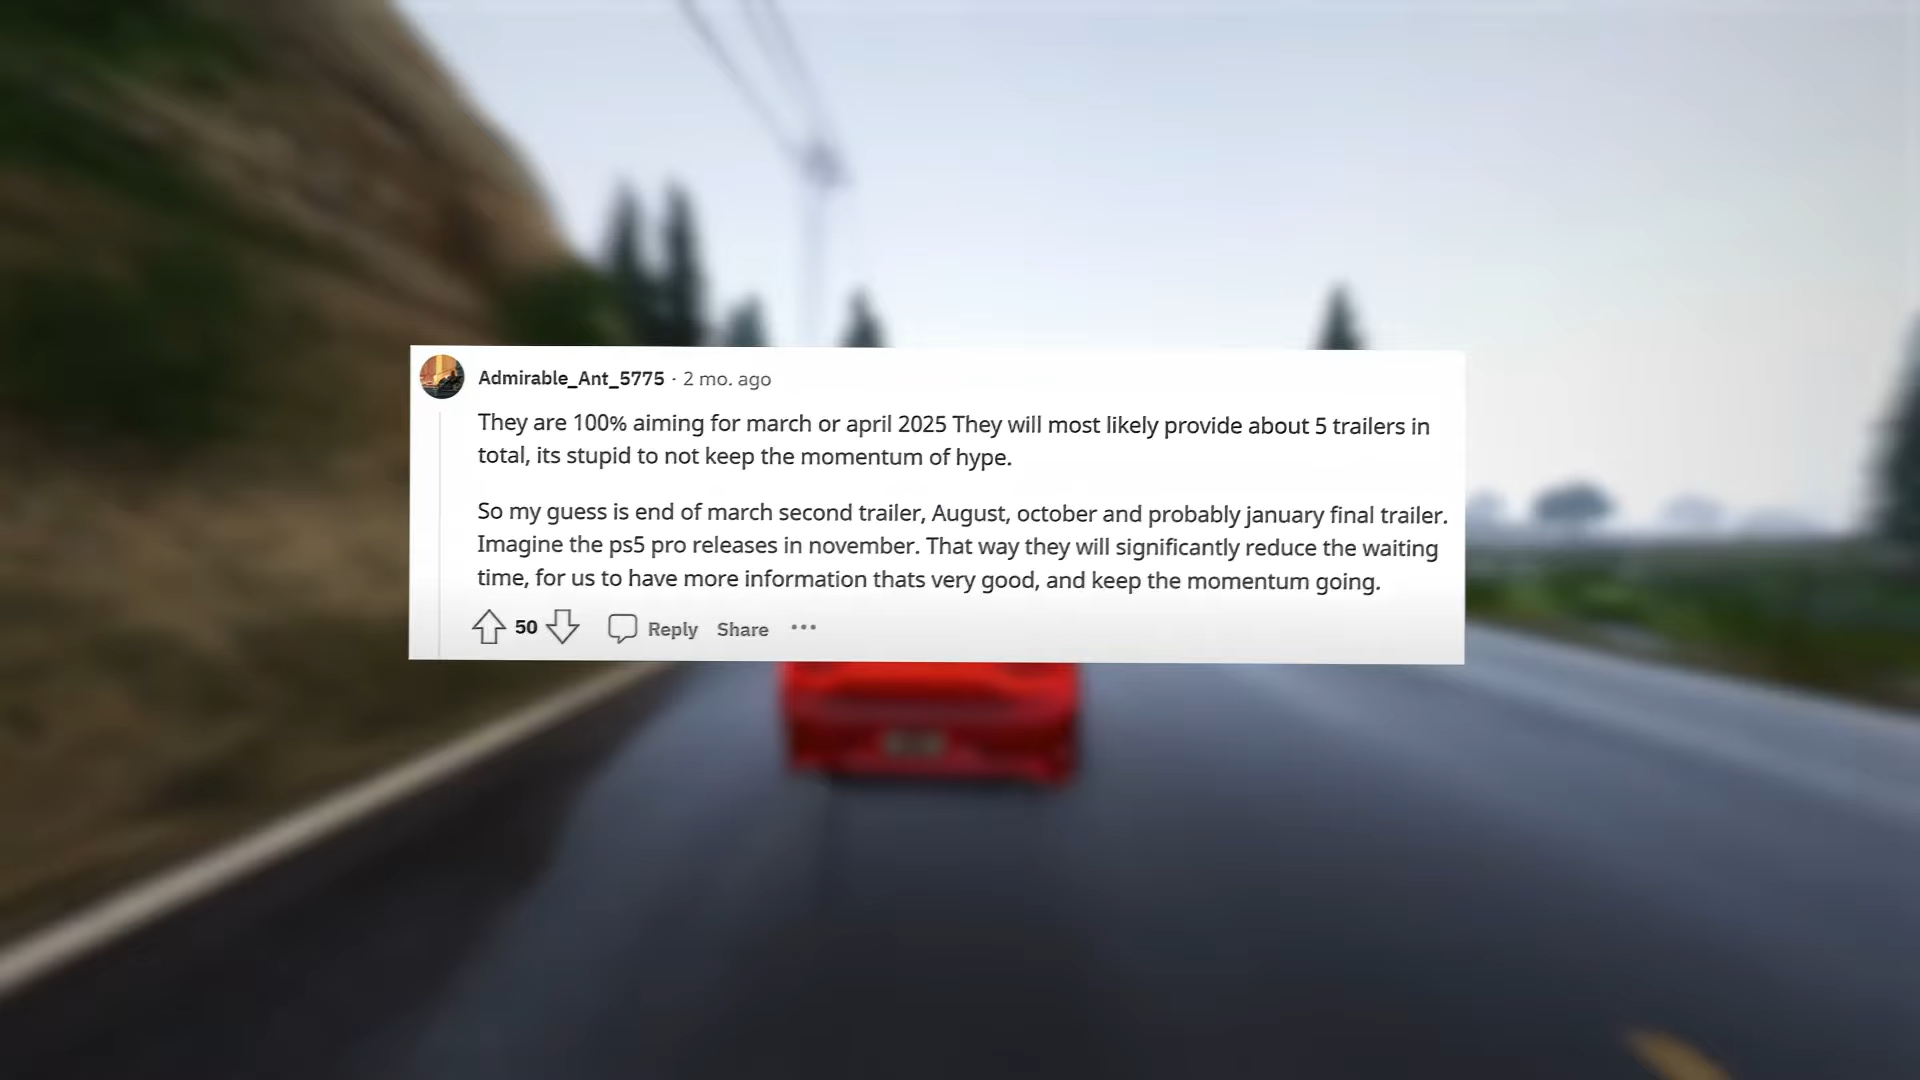 Admirable_Ant_5775 · 2 mo. ago
They are 100% aiming for march or april 2025 They will most likely provide about 5 trailers in
total, its stupid to not keep the momentum of hype.
So my guess is end of march second trailer, August, october and probably january final trailer.
Imagine the ps5 pro releases in november. That way they will significantly reduce the waiting
time, for us to have more information thats very good, and keep the momentum going.
50 Reply Share ···